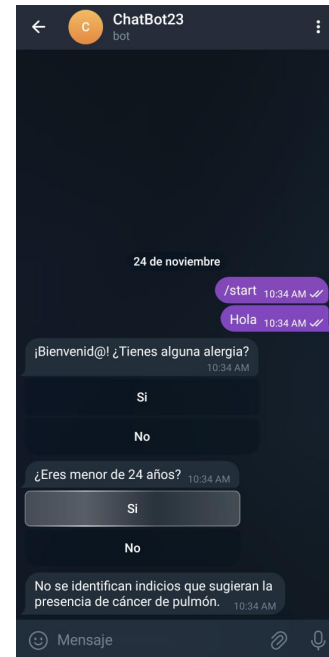 C
ChatBot23
bot
24 de noviembre
/start 10:34 AM
Hola 10:34 AM
¡Bienvenid@! ¿Tienes alguna alergia?
10:34 AM
Si
No
¿Eres menor de 24 años? 10:34 AM
Si
No
No se identifican indicios que sugieran la
presencia de cáncer de pulmón. 10:34 AM
Mensaje